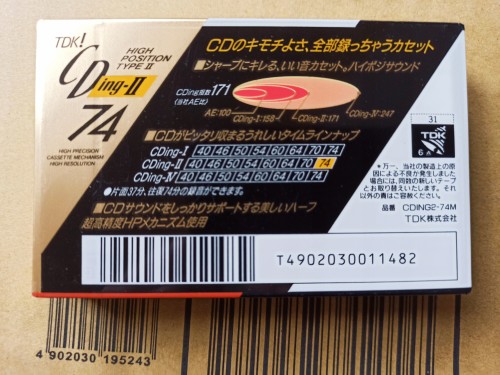 TDK!
CDing-II
HIGH
POSITION
TYPE II
74
HIGH PRECISION
CASSETTE MECHANISM
HIGH RESOLUTION
CDのキモチよさ、全部録っちゃうカセット
■シャープにキレる、いい音カセット。ハイポジサウンド
CDing指数171
(当社AE比)
AE:100
CDing-I:158
CDing-II:171
CDing-IV:247
■CDがピッタリ収まるうれしいタイムラインナップ
CDing-I 40 46 50 54 60 64 70 74
CDing-II 40 46 50 54 60 64 70 74
CDing-IV 40 46 50 54 60 64 70 74
●片面37分、往復74分の録音ができます。
■CDサウンドをしっかりサポートする美しいハーフ
超高精度HPメカニズム使用
31
TDK
6
*万一、当社の製造上の原
因による不良が発生しました
場合には、同数の新しいテープ
とお取り替えいたします。それ
以外の責はご容赦ください。
品番 CDING2-74M
TDK株式会社
T4902030011482
4 902030 195243